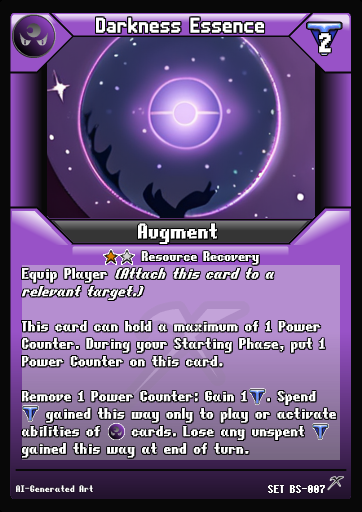 Darkness Essence
2
Augment
Resource Recovery
Equip Player (Attach this card to a
relevant target.)
This card can hold a maximum of 1 Power
Counter. During your Starting Phase, put 1
Power Counter on this card.
Remove 1 Power Counter: Gain 1 . Spend
gained this way only to play or activate
abilities of cards. Lose any unspent
gained this way at end of turn.
AI-Generated Art
SET BS-007